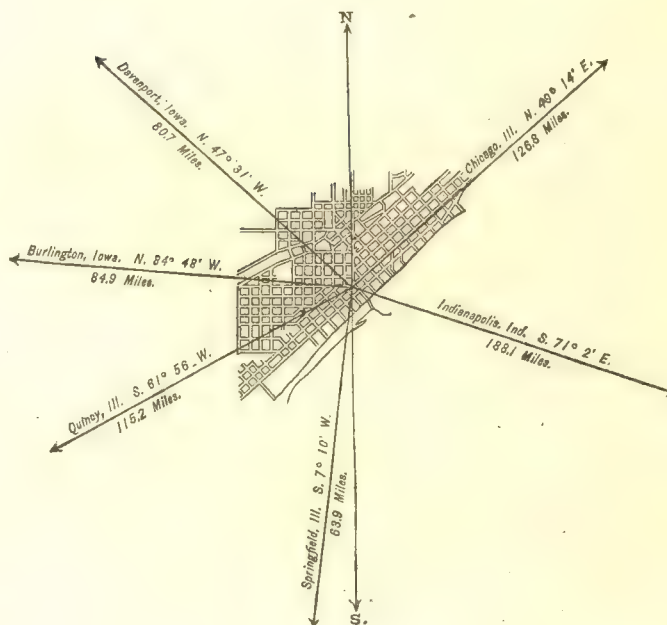 N
Davenport, Iowa. N. 47° 31' W.
80.7 Miles.
Chicago, Ill. N. 49° 14' E.
126.8 Miles.
Burlington, Iowa. N. 84° 48' W.
84.9 Miles.
Indianapolis, Ind. S. 71° 2' E.
188.1 Miles.
Quincy, Ill. S. 61° 56 W.
115.2 Miles.
Springfield, Ill. S. 7° 10' W.
63.9 Miles.
S.